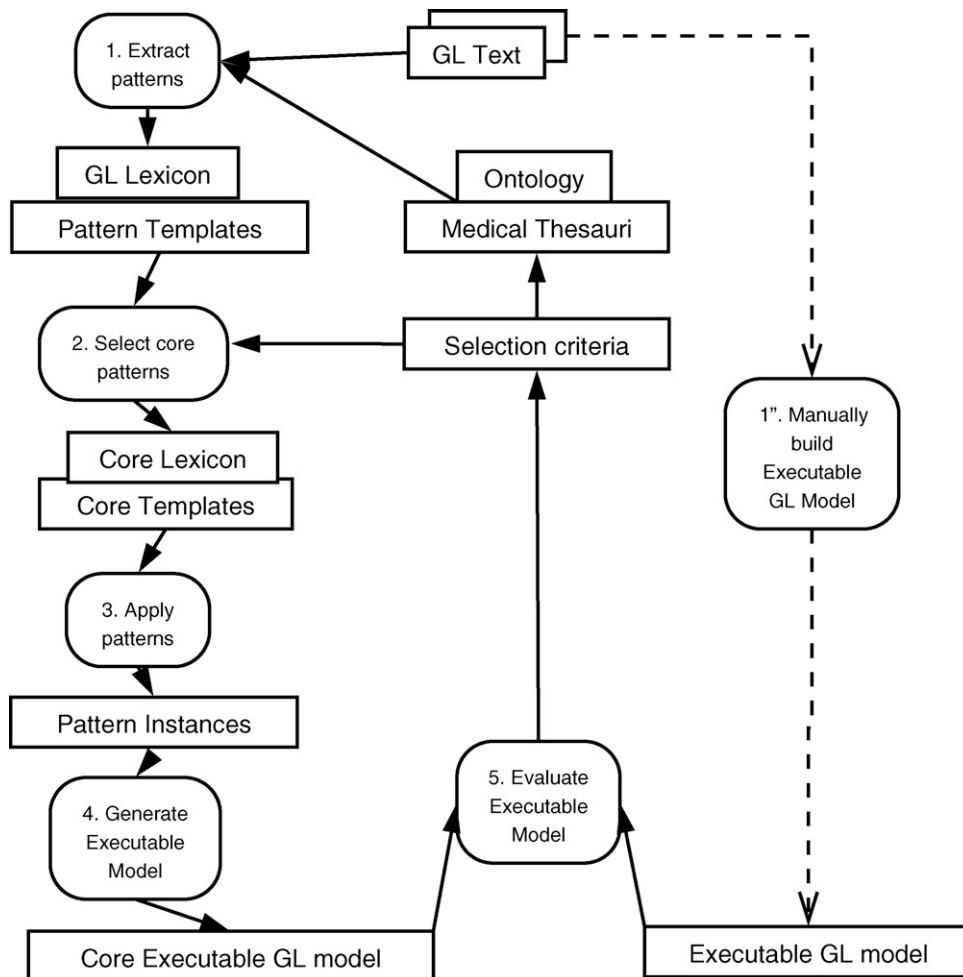 1. Extract
patterns
GL Text
GL Lexicon
Pattern Templates
Ontology
Medical Thesauri
2. Select core
patterns
Selection criteria
1”. Manually
build
Executable
GL Model
Core Lexicon
Core Templates
3. Apply
patterns
Pattern Instances
4. Generate
Executable
Model
5. Evaluate
Executable
Model
Core Executable GL model
Executable GL model